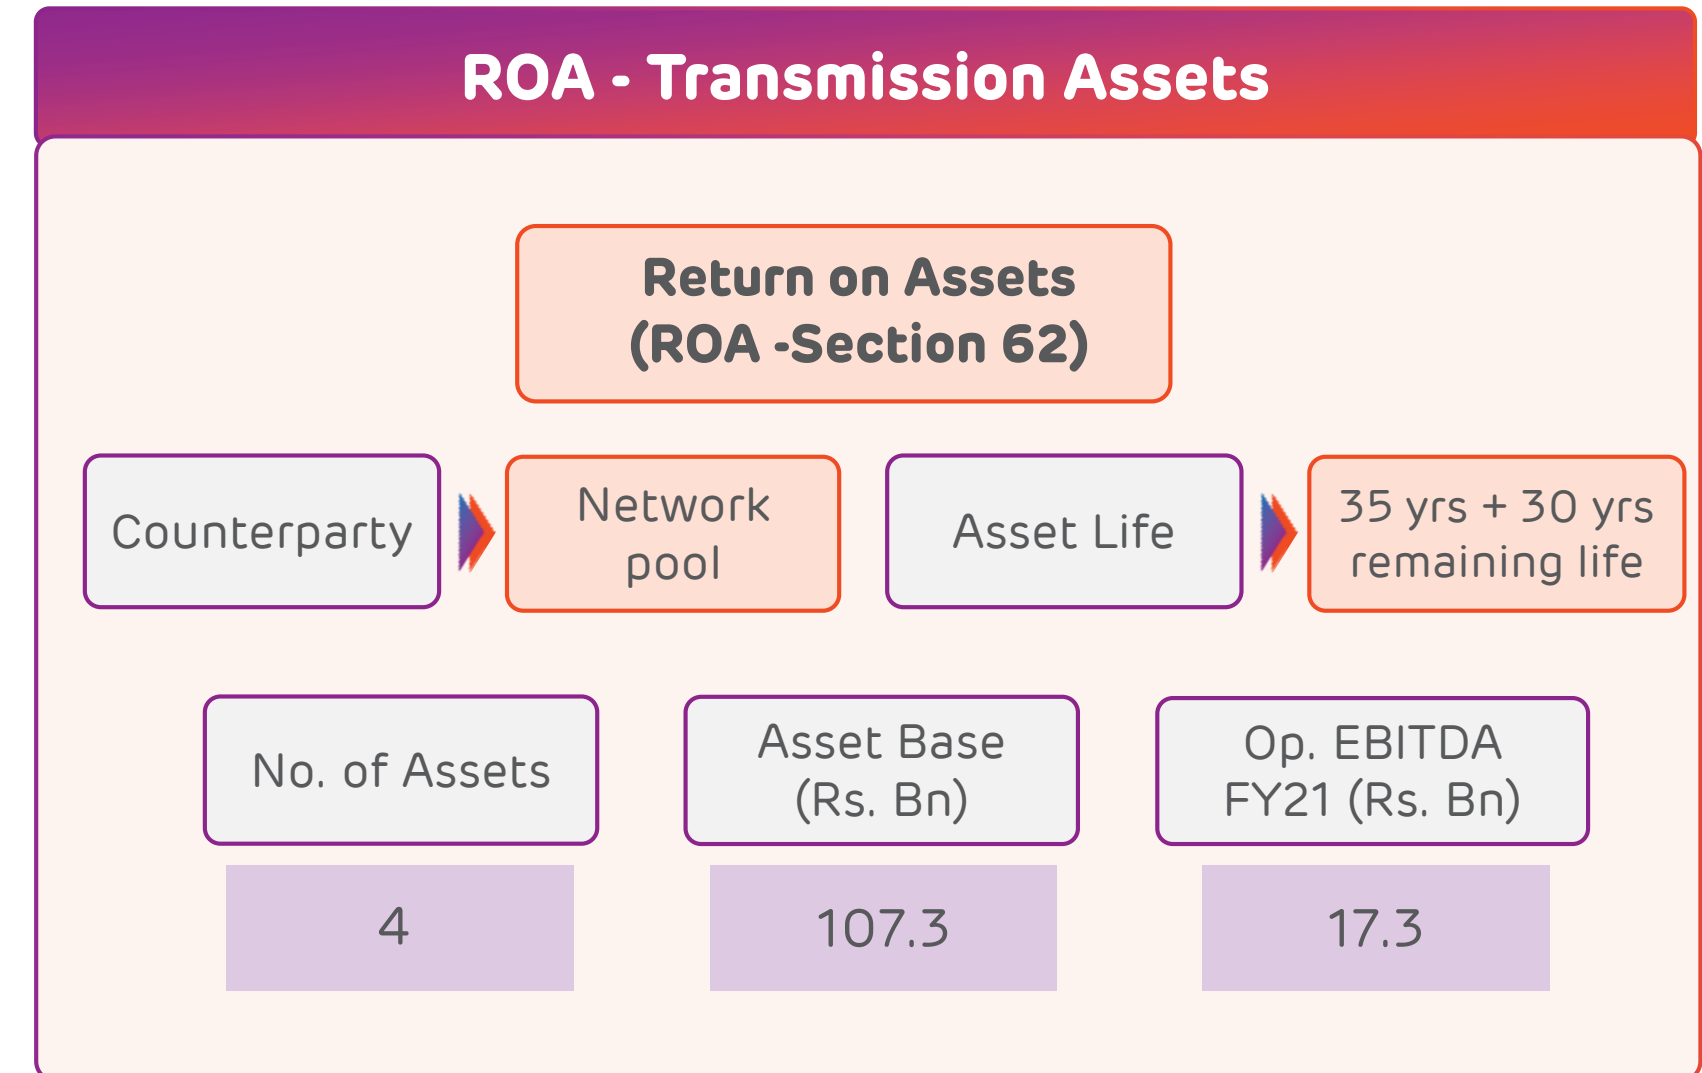 ROA - Transmission Assets
Return on Assets
(ROA -Section 62)
Counterparty
Network
pool
Asset Life
35 yrs + 30 yrs
remaining life
No. of Assets
Asset Base
(Rs. Bn)
Op. EBITDA
FY21 (Rs. Bn)
4
107.3
17.3